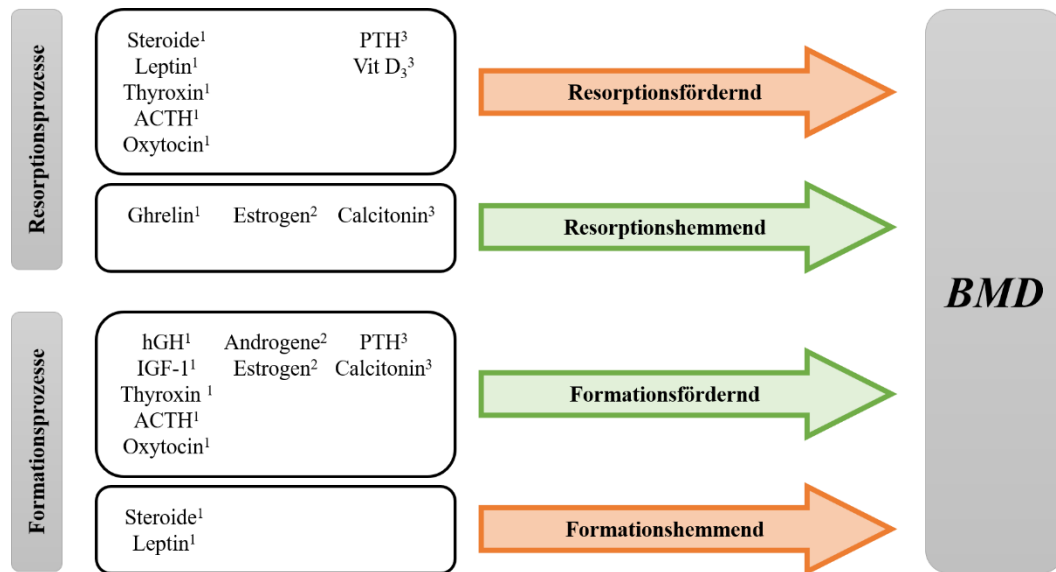 Resorptionsprozesse
Steroide¹ PTH³
Leptin¹ Vit D₃³
Thyroxin¹
ACTH¹
Oxytocin¹
Resorptionsfördernd
Ghrelin¹ Estrogen² Calcitonin³
Resorptionshemmend
BMD
Formationsprozesse
hGH¹ Androgene² PTH³
IGF-1¹ Estrogen² Calcitonin³
Thyroxin ¹
ACTH¹
Oxytocin¹
Formationsfördernd
Steroide¹
Leptin¹
Formationshemmend